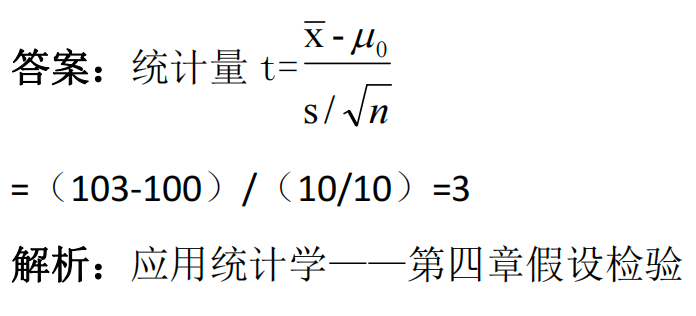 答案：统计量 t=(x̄-μ₀)/(s/√n)
=（103-100）/（10/10）=3
解析：应用统计学——第四章假设检验